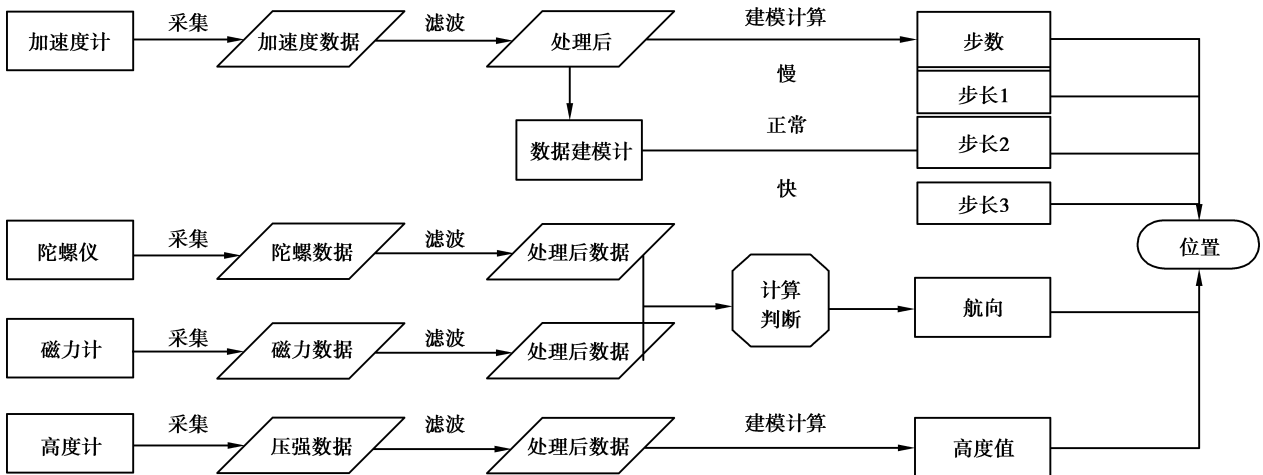 加速度计
采集
加速度数据
滤波
处理后
建模计算
步数
慢
步长1
数据建模计
正常
步长2
快
步长3
陀螺仪
采集
陀螺数据
滤波
处理后数据
位置
计算
判断
航向
磁力计
采集
磁力数据
滤波
处理后数据
高度计
采集
压强数据
滤波
处理后数据
建模计算
高度值